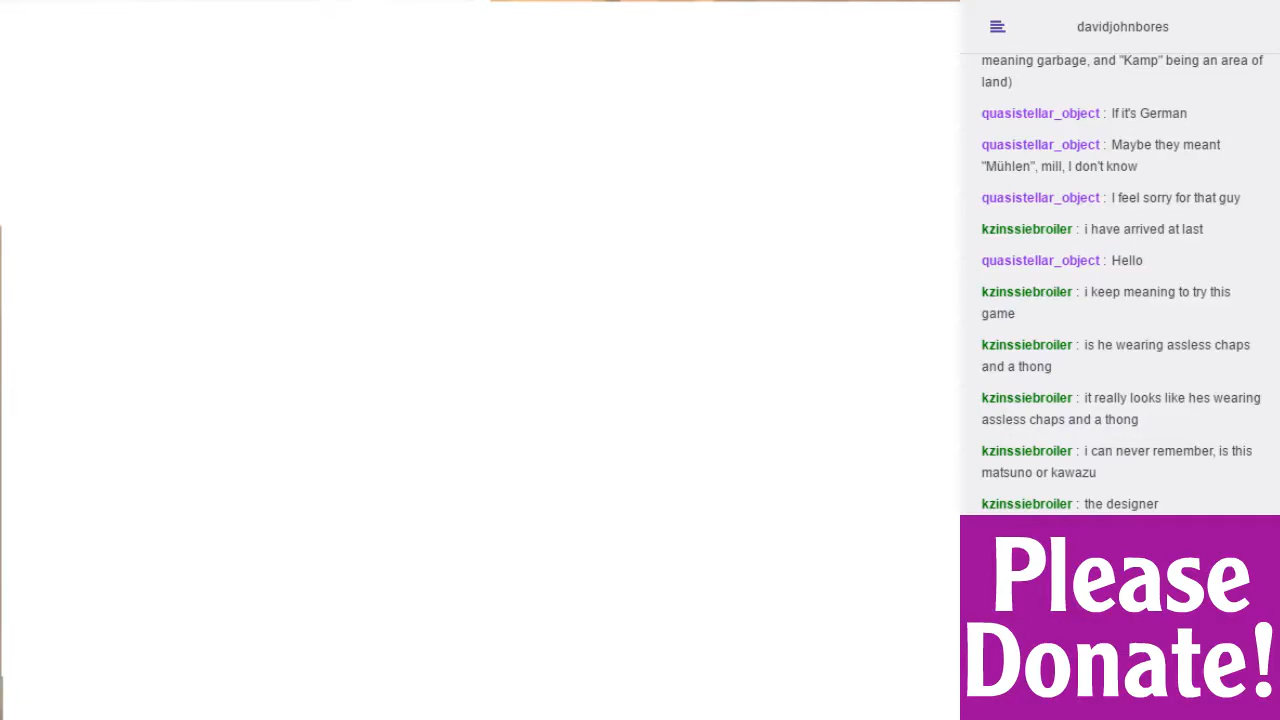 davidjohnbores
meaning garbage, and "Kamp" being an area of
land)
quasistellar_object : If it's German
quasistellar_object : Maybe they meant
"Mühlen", mill, I don't know
quasistellar_object : I feel sorry for that guy
kzinssiebroiler : i have arrived at last
quasistellar_object : Hello
kzinssiebroiler : i keep meaning to try this
game
kzinssiebroiler : is he wearing assless chaps
and a thong
kzinssiebroiler : it really looks like hes wearing
assless chaps and a thong
kzinssiebroiler : i can never remember, is this
matsuno or kawazu
kzinssiebroiler : the designer
Please
Donate!